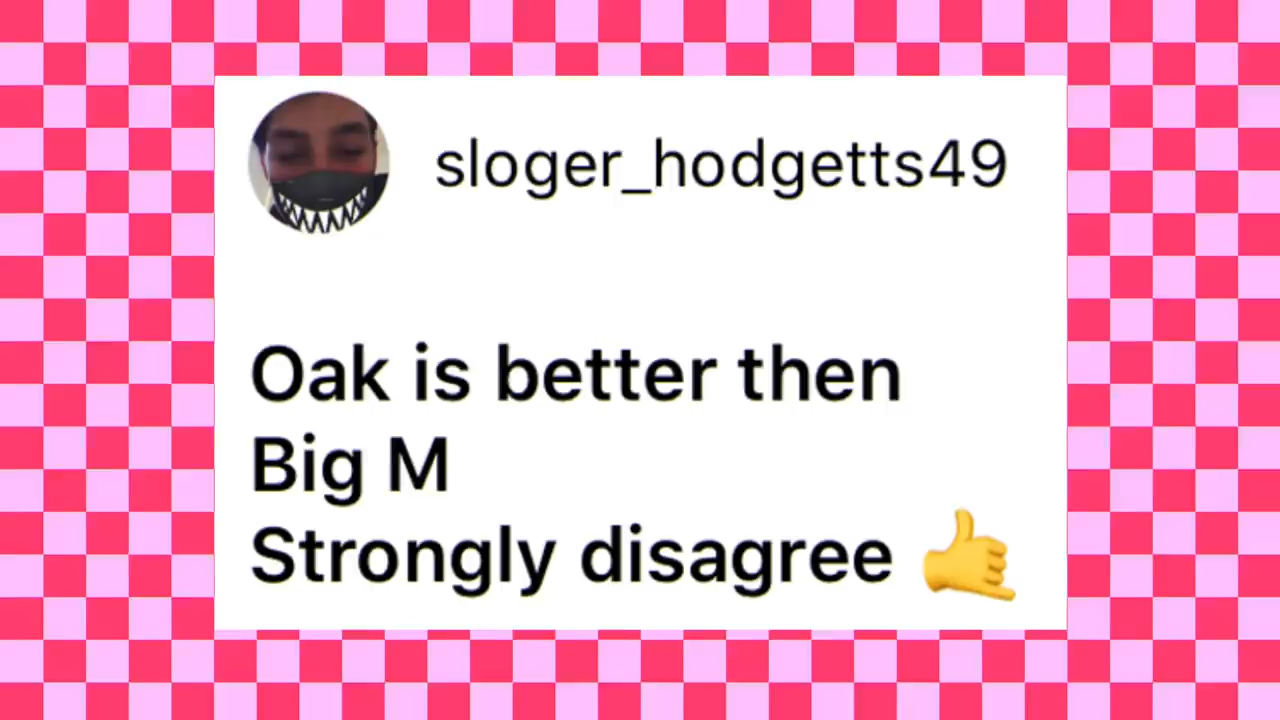 sloger_hodgetts49
Oak is better then
Big M
Strongly disagree 🤙